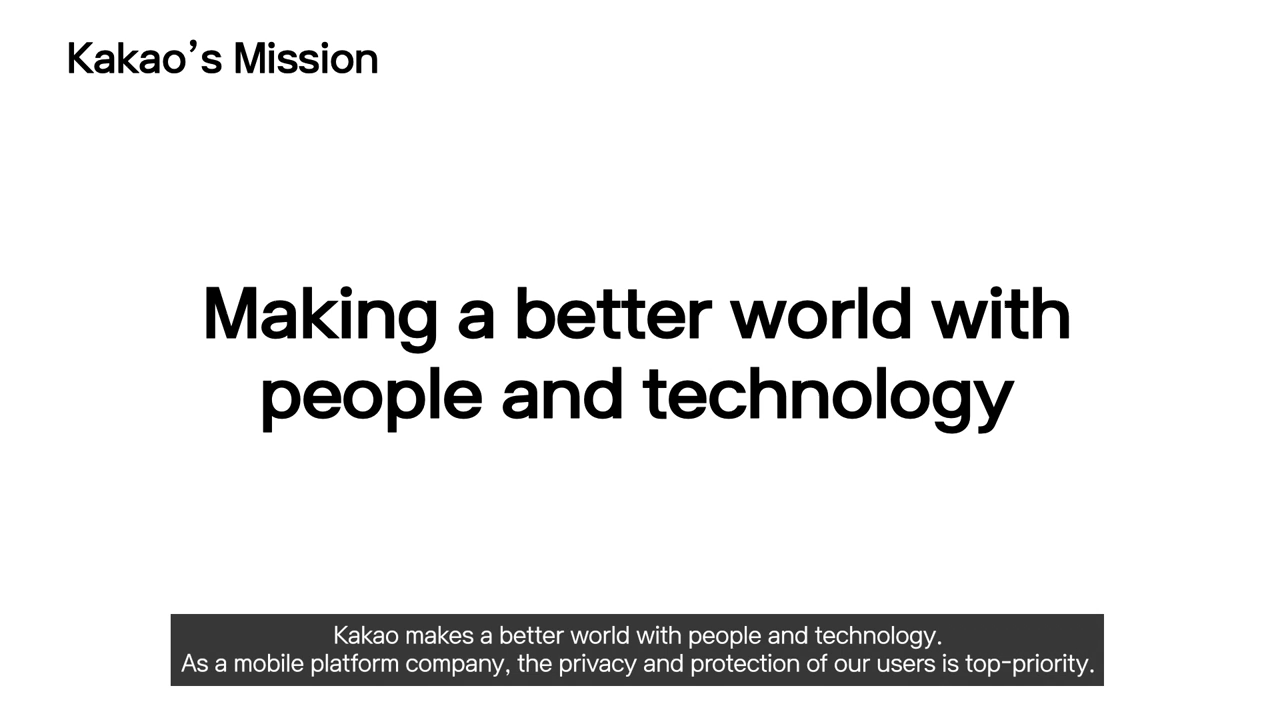 Kakao’s Mission
Making a better world with
people and technology
Kakao makes a better world with people and technology.
As a mobile platform company, the privacy and protection of our users is top-priority.